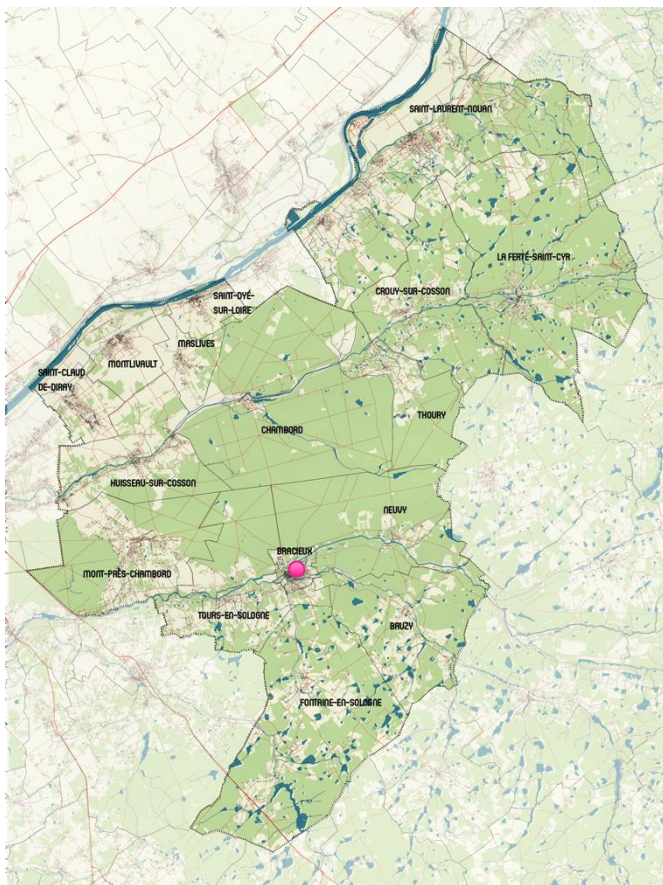 SAINT-LAURENT-NOUAN
LA FERTÉ-SAINT-CYR
CROUY-SUR-COSSON
SAINT-DYÉ-
SUR-LOIRE
MASLIVES
MONTLIVAULT
SAINT-CLAUD
DE-DIRAY
THOURY
CHAMBORD
HUISSEAU-SUR-COSSON
NEUVY
BRACIEUX
MONT-PRÈS-CHAMBORD
TOURS-EN-SOLOGNE
BAUZY
FONTAINE-EN-SOLOGNE